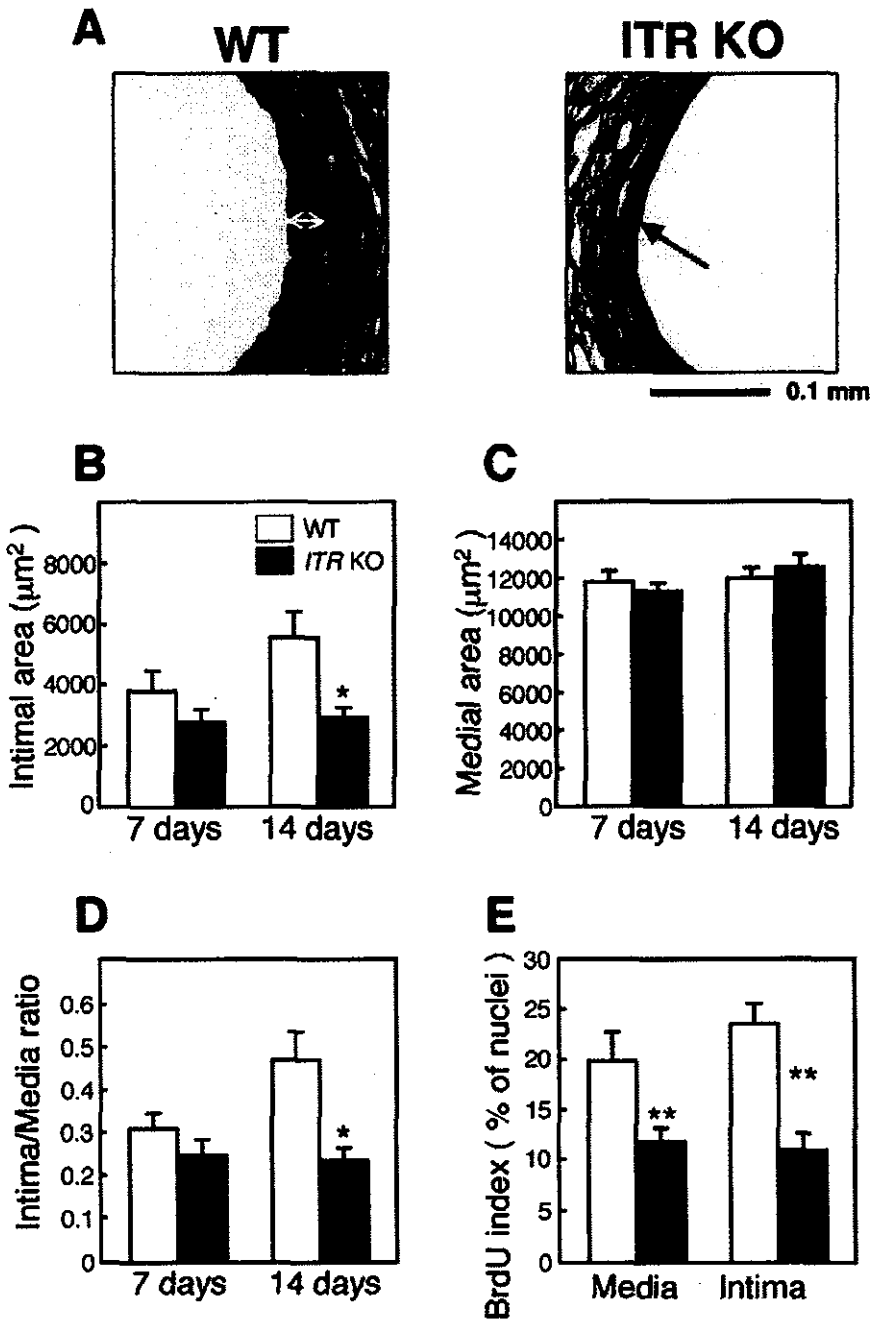 A
WT
ITR KO
0.1 mm
B
Intimal area (μm²)
8000
6000
4000
2000
0
WT
ITR KO
*
7 days
14 days
C
Medial area (μm²)
14000
12000
10000
8000
6000
4000
2000
0
7 days
14 days
D
Intima/Media ratio
0.6
0.5
0.4
0.3
0.2
0.1
0
*
7 days
14 days
E
BrdU index ( % of nuclei )
30
25
20
15
10
5
0
**
**
Media
Intima